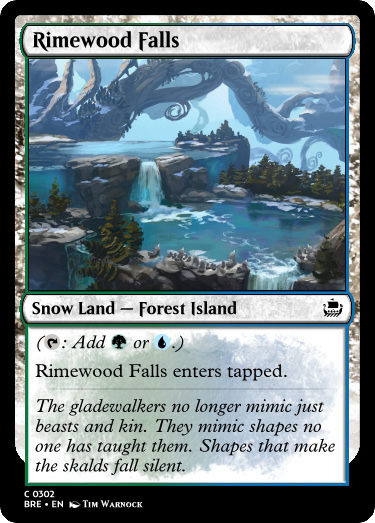 Rimewood Falls
Snow Land — Forest Island
(: Add or .)
Rimewood Falls enters tapped.
The gladewalkers no longer mimic just
beasts and kin. They mimic shapes no
one has taught them. Shapes that make
the skalds fall silent.
C 0302
BRE • EN Tim Warnock